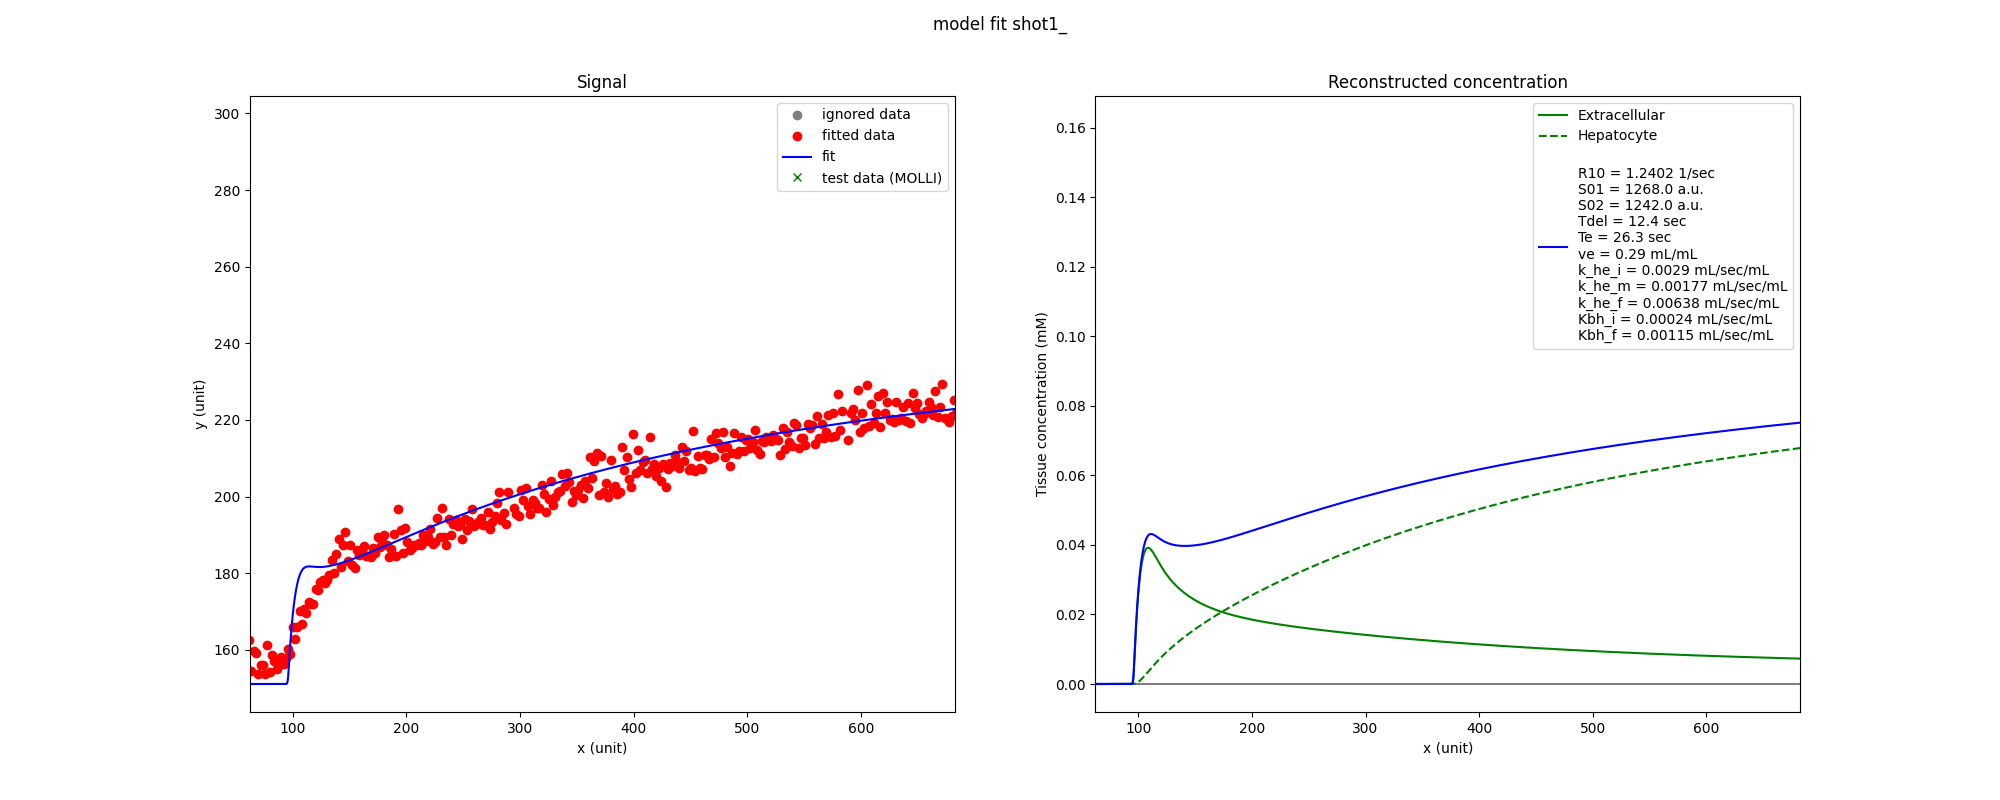 model fit shot1_
Signal
300
280
260
240
220
200
180
160
y (unit)
100
200
300
400
500
600
x (unit)
ignored data
fitted data
fit
test data (MOLLI)
Reconstructed concentration
0.16
0.14
0.12
0.10
0.08
0.06
0.04
0.02
0.00
Tissue concentration (mM)
100
200
300
400
500
600
x (unit)
Extracellular
Hepatocyte
R10 = 1.2402 1/sec
S01 = 1268.0 a.u.
S02 = 1242.0 a.u.
Tdel = 12.4 sec
Te = 26.3 sec
ve = 0.29 mL/mL
k_he_i = 0.0029 mL/sec/mL
k_he_m = 0.00177 mL/sec/mL
k_he_f = 0.00638 mL/sec/mL
Kbh_i = 0.00024 mL/sec/mL
Kbh_f = 0.00115 mL/sec/mL